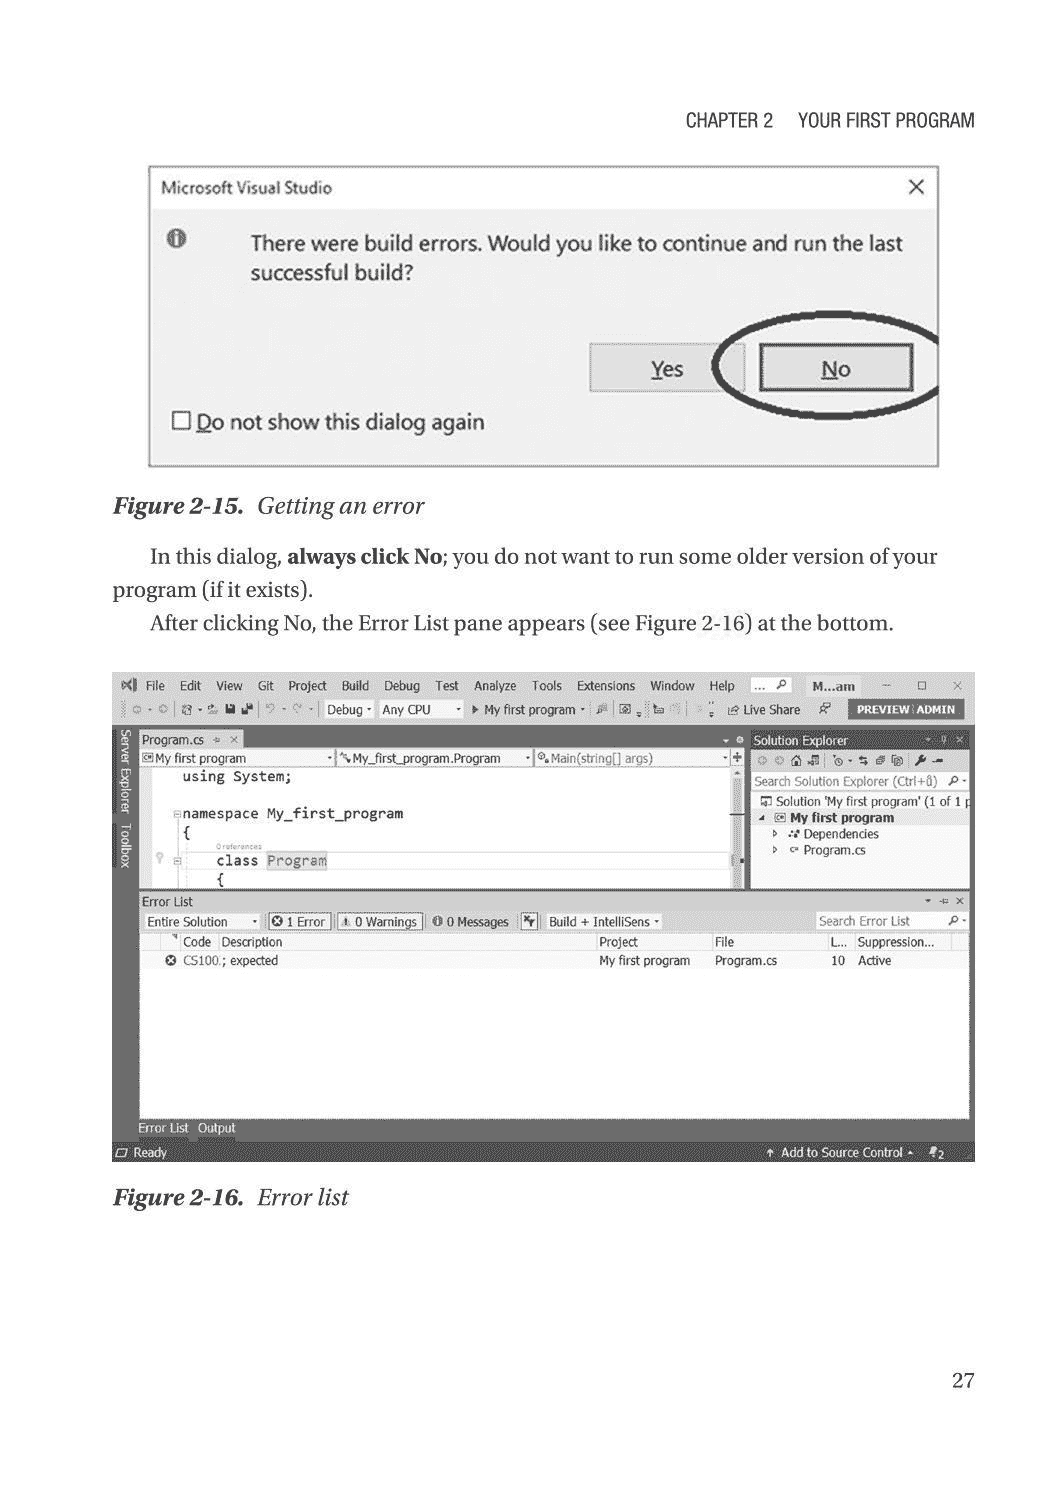 CHAPTER 2 YOUR FIRST PROGRAM
Microsoft Visual Studio
There were build errors. Would you like to continue and run the last
successful build?
Yes
No
Do not show this dialog again
Figure 2-15. Getting an error
In this dialog, always click No; you do not want to run some older version of your
program (if it exists).
After clicking No, the Error List pane appears (see Figure 2-16) at the bottom.
File Edit View Git Project Build Debug Test Analyze Tools Extensions Window Help ... M...am
Debug Any CPU My first program Live Share PREVIEW ADMIN
Server Explorer
Toolbox
Program.cs
My first program My_first_program.Program Main(string[] args)
using System;
namespace My_first_program
{
0 references
class Program
{
Solution Explorer
Search Solution Explorer (Ctrl+ů)
Solution 'My first program' (1 of 1 p
My first program
Dependencies
C# Program.cs
Error List
Entire Solution 1 Error 0 Warnings 0 Messages Build + IntelliSens Search Error List
Code Description Project File L... Suppression...
CS100 ; expected My first program Program.cs 10 Active
Error List Output
Ready Add to Source Control 2
Figure 2-16. Error list
27